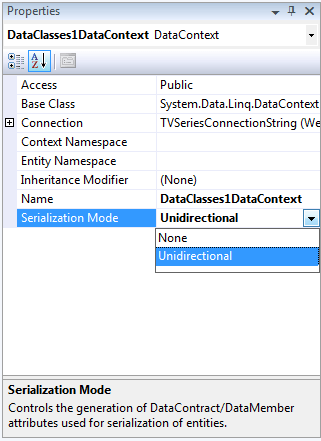 Properties
DataClasses1DataContext DataContext
Access Public
Base Class System.Data.Linq.DataContext
Connection TVSeriesConnectionString (We
Context Namespace
Entity Namespace
Inheritance Modifier (None)
Name DataClasses1DataContext
Serialization Mode Unidirectional
None
Unidirectional
Serialization Mode
Controls the generation of DataContract/DataMember
attributes used for serialization of entities.